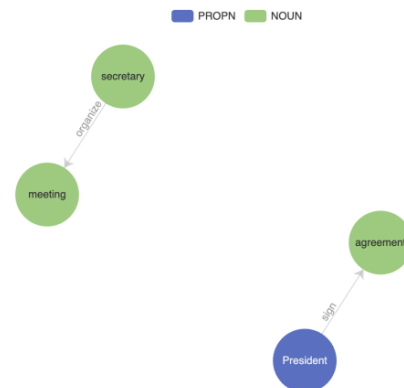 PROPN NOUN
secretary
organize
meeting
agreement
sign
President